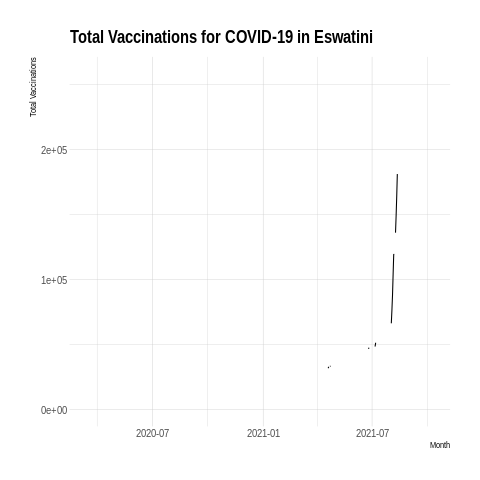 Total Vaccinations for COVID-19 in Eswatini
Total Vaccinations
2e+05
1e+05
0e+00
2020-07 2021-01 2021-07
Month